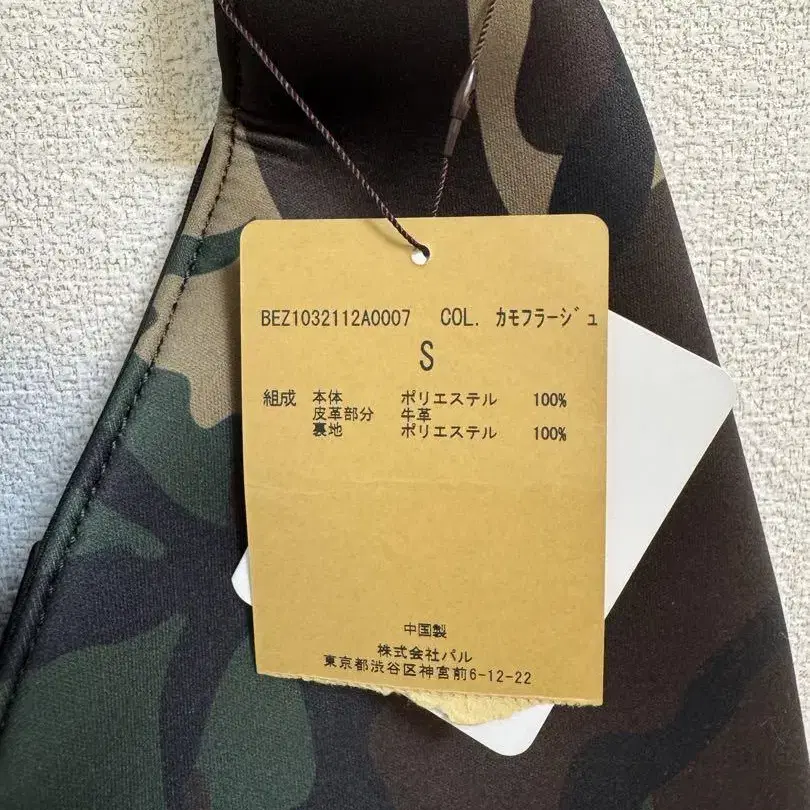 BEZ1032112A0007 COL. カモフラージュ
S
組成 本体 ポリエステル 100%
皮革部分 牛革
裏地 ポリエステル 100%
中国製
株式会社パル
東京都渋谷区神宮前6-12-22